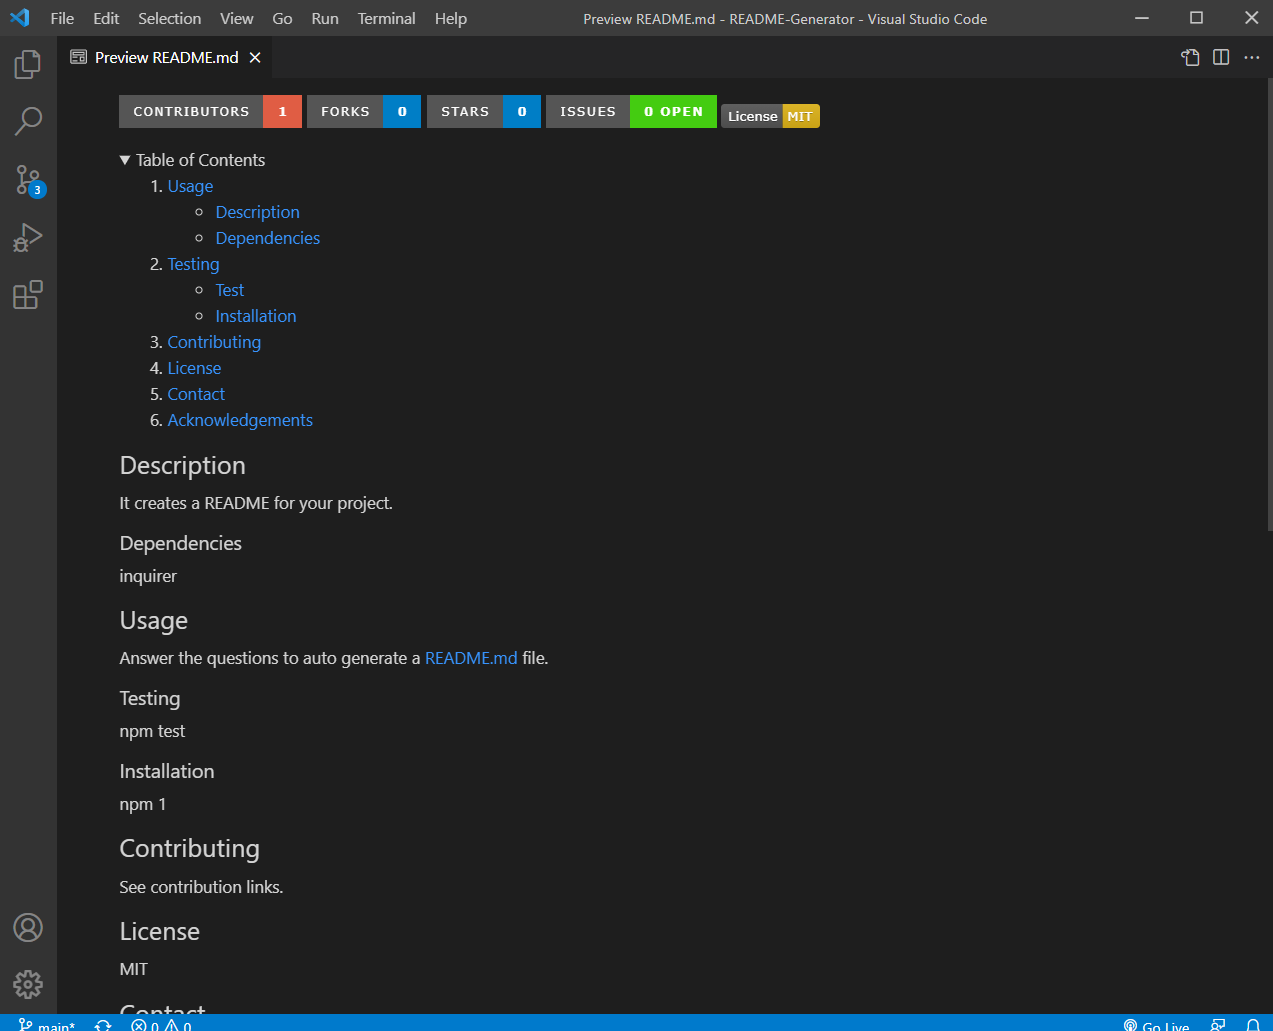 File Edit Selection View Go Run Terminal Help Preview README.md - README-Generator - Visual Studio Code
Preview README.md
CONTRIBUTORS 1 FORKS 0 STARS 0 ISSUES 0 OPEN License MIT
Table of Contents
1. Usage
Description
Dependencies
3
2. Testing
Test
Installation
3. Contributing
4. License
5. Contact
6. Acknowledgements
Description
It creates a README for your project.
Dependencies
inquirer
Usage
Answer the questions to auto generate a README.md file.
Testing
npm test
Installation
npm 1
Contributing
See contribution links.
License
MIT
Contact
main* 0 0 Go Live